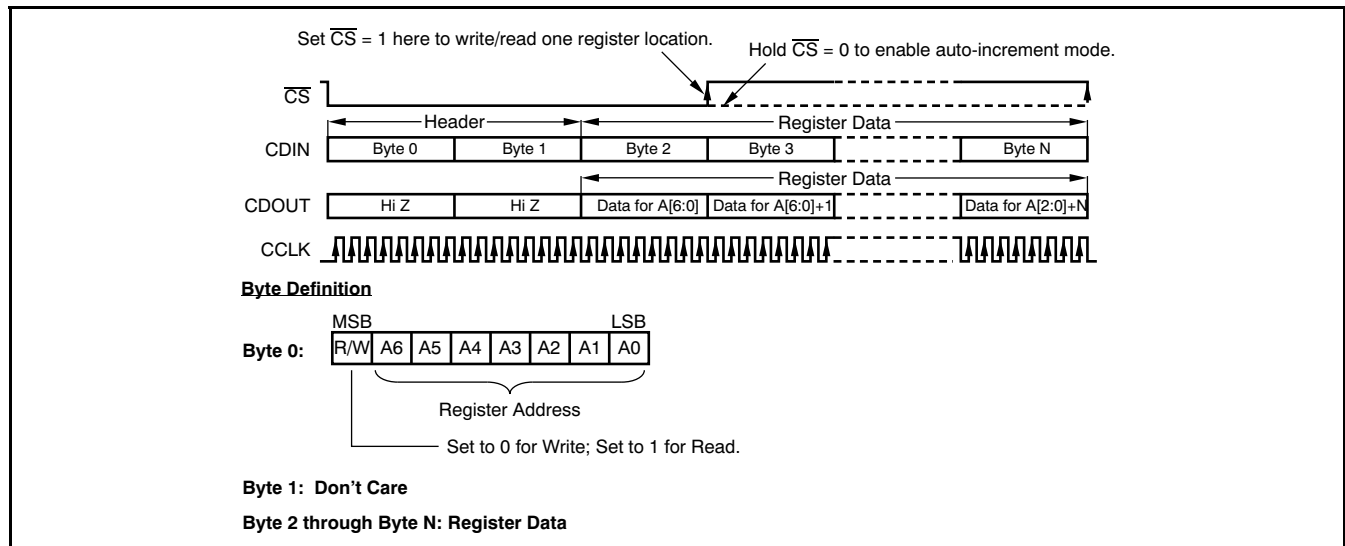 Set CS = 1 here to write/read one register location.
Hold CS = 0 to enable auto-increment mode.
CS
Header
Register Data
CDIN
Byte 0
Byte 1
Byte 2
Byte 3
Byte N
Register Data
CDOUT
Hi Z
Hi Z
Data for A[6:0]
Data for A[6:0]+1
Data for A[2:0]+N
CCLK
Byte Definition
MSB
LSB
Byte 0:
R/W A6 A5 A4 A3 A2 A1 A0
Register Address
Set to 0 for Write; Set to 1 for Read.
Byte 1: Don't Care
Byte 2 through Byte N: Register Data